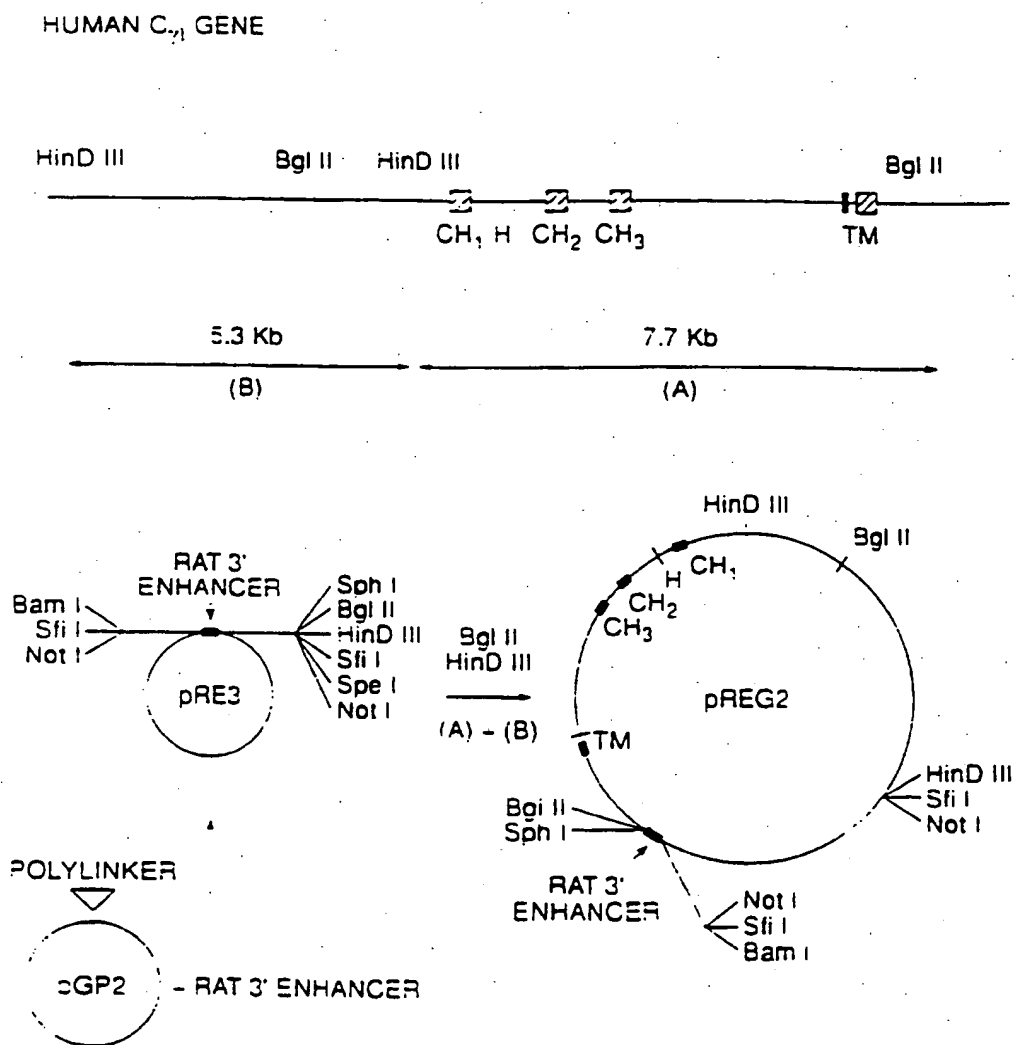 HUMAN Cγ1 GENE
HinD III
Bgl II
HinD III
Bgl II
CH1 H CH2 CH3
TM
5.3 Kb
7.7 Kb
(B)
(A)
RAT 3'
ENHANCER
Bam I
Sfi I
Not I
Sph I
Bgl II
HinD III
Sfi I
Spe I
Not I
pRE3
Bgl II
HinD III
(A) - (B)
HinD III
Bgl II
CH1
H
CH2
CH3
pREG2
TM
HinD III
Sfi I
Not I
Bgl II
Sph I
RAT 3'
ENHANCER
Not I
Sfi I
Bam I
POLYLINKER
pGP2
- RAT 3' ENHANCER